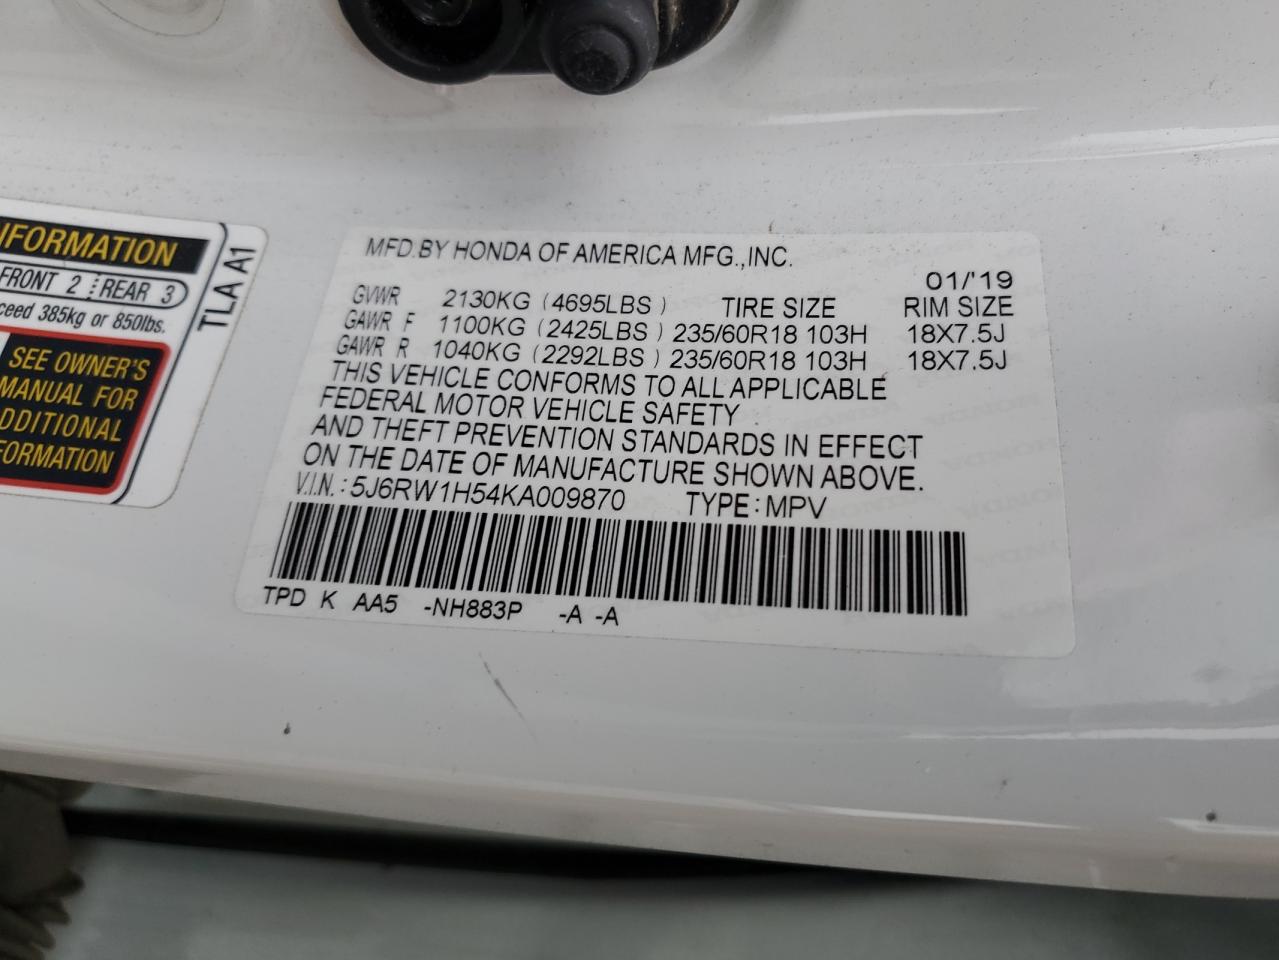 IFORMATION
FRONT 2 REAR 3
ceed 385kg or 850lbs.
TLA A1
SEE OWNER'S
MANUAL FOR
DDITIONAL
FORMATION
MFD.BY HONDA OF AMERICA MFG.,INC.
01/'19
GVWR 2130KG (4695LBS) TIRE SIZE RIM SIZE
GAWR F 1100KG (2425LBS) 235/60R18 103H 18X7.5J
GAWR R 1040KG (2292LBS) 235/60R18 103H 18X7.5J
THIS VEHICLE CONFORMS TO ALL APPLICABLE
FEDERAL MOTOR VEHICLE SAFETY
AND THEFT PREVENTION STANDARDS IN EFFECT
ON THE DATE OF MANUFACTURE SHOWN ABOVE.
V.I.N.: 5J6RW1H54KA009870 TYPE: MPV
TPD K AA5 -NH883P -A -A